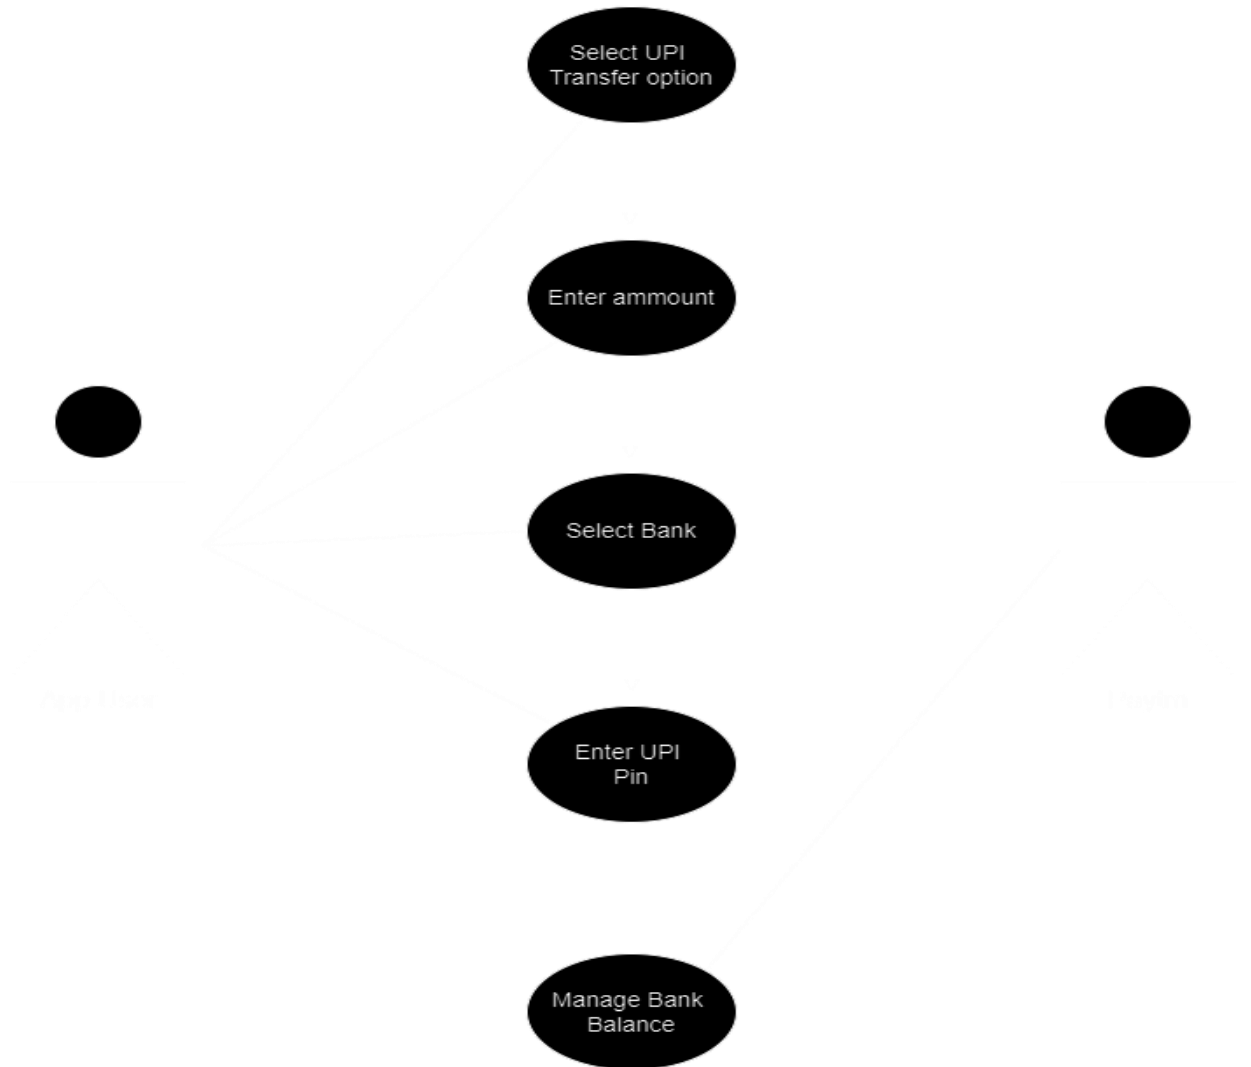 Select UPI
Transfer option
Enter ammount
Select Bank
Enter UPI
Pin
Manage Bank
Balance